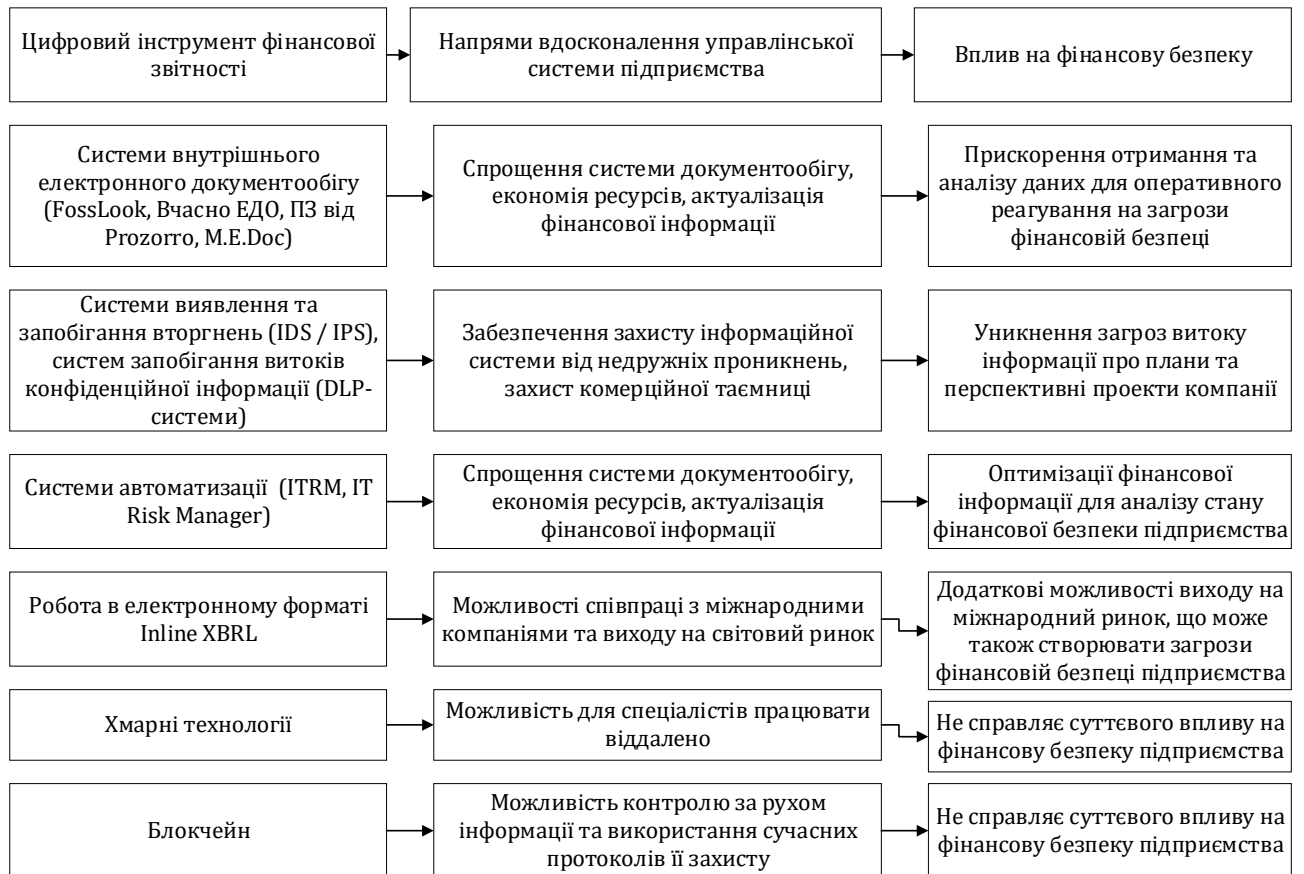 Цифровий інструмент фінансової
звітності
Напрями вдосконалення управлінської
системи підприємства
Вплив на фінансову безпеку
Системи внутрішнього
електронного документообігу
(FossLook, Вчасно ЕДО, ПЗ від
Prozorro, M.E.Doc)
Спрощення системи документообігу,
економія ресурсів, актуалізація
фінансової інформації
Прискорення отримання та
аналізу даних для оперативного
реагування на загрози
фінансовій безпеці
Системи виявлення та
запобігання вторгнень (IDS / IPS),
систем запобігання витоків
конфіденційної інформації (DLP-
системи)
Забезпечення захисту інформаційної
системи від недружніх проникнень,
захист комерційної таємниці
Уникнення загроз витоку
інформації про плани та
перспективні проекти компанії
Системи автоматизації (ITRM, IT
Risk Manager)
Спрощення системи документообігу,
економія ресурсів, актуалізація
фінансової інформації
Оптимізації фінансової
інформації для аналізу стану
фінансової безпеки підприємства
Робота в електронному форматі
Inline XBRL
Можливості співпраці з міжнародними
компаніями та виходу на світовий ринок
Додаткові можливості виходу на
міжнародний ринок, що може
також створювати загрози
фінансовій безпеці підприємства
Хмарні технології
Можливість для спеціалістів працювати
віддалено
Не справляє суттєвого впливу на
фінансову безпеку підприємства
Блокчейн
Можливість контролю за рухом
інформації та використання сучасних
протоколів її захисту
Не справляє суттєвого впливу на
фінансову безпеку підприємства